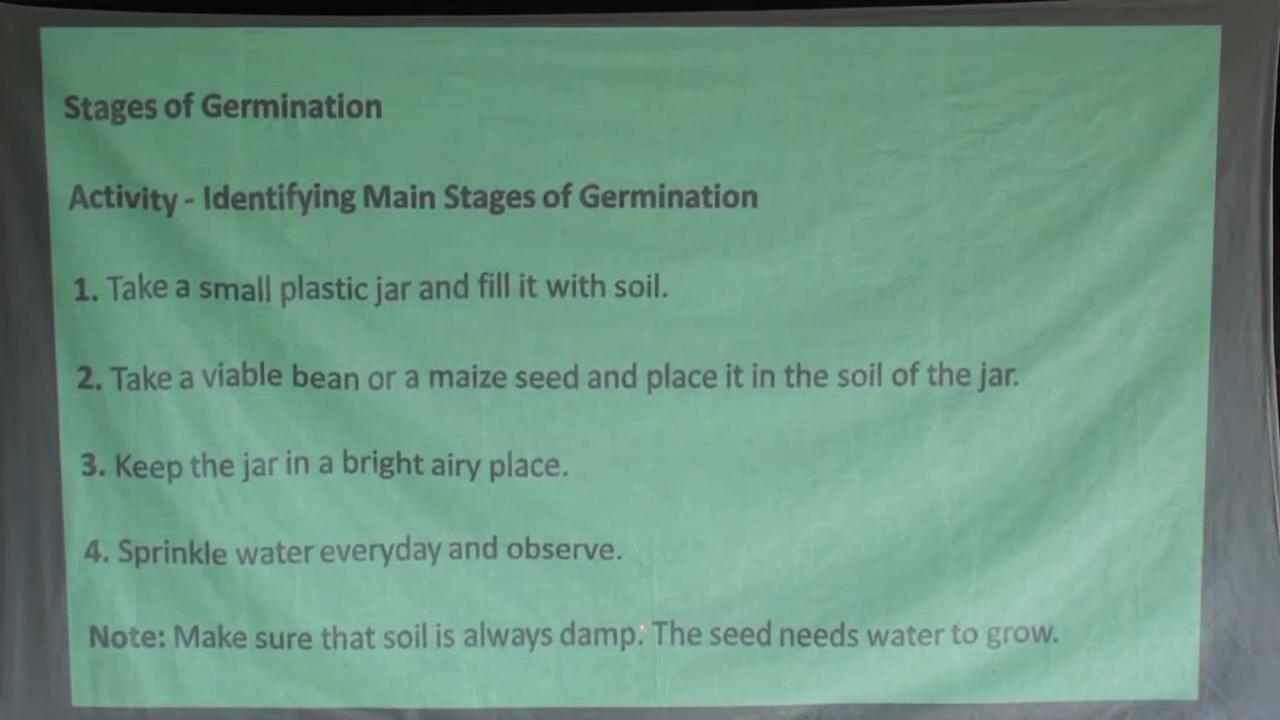 Stages of Germination
Activity - Identifying Main Stages of Germination
1. Take a small plastic jar and fill it with soil.
2. Take a viable bean or a maize seed and place it in the soil of the jar.
3. Keep the jar in a bright airy place.
4. Sprinkle water everyday and observe.
Note: Make sure that soil is always damp. The seed needs water to grow.